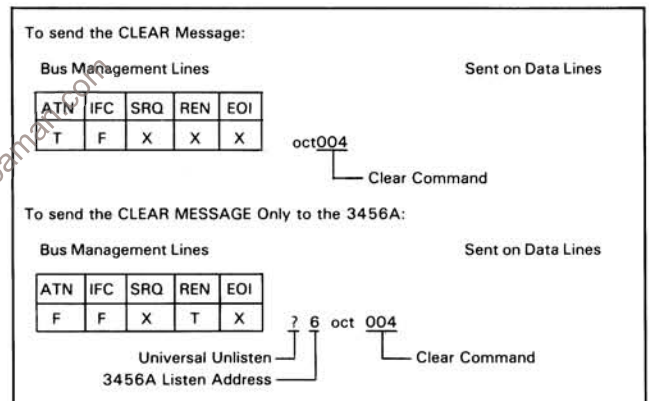 To send the CLEAR Message:
Bus Management Lines Sent on Data Lines
ATN IFC SRQ REN EOI
T F X X X
oct004
Clear Command
To send the CLEAR MESSAGE Only to the 3456A:
Bus Management Lines Sent on Data Lines
ATN IFC SRQ REN EOI
F F X T X
? 6 oct 004
Universal Unlisten Clear Command
3456A Listen Address